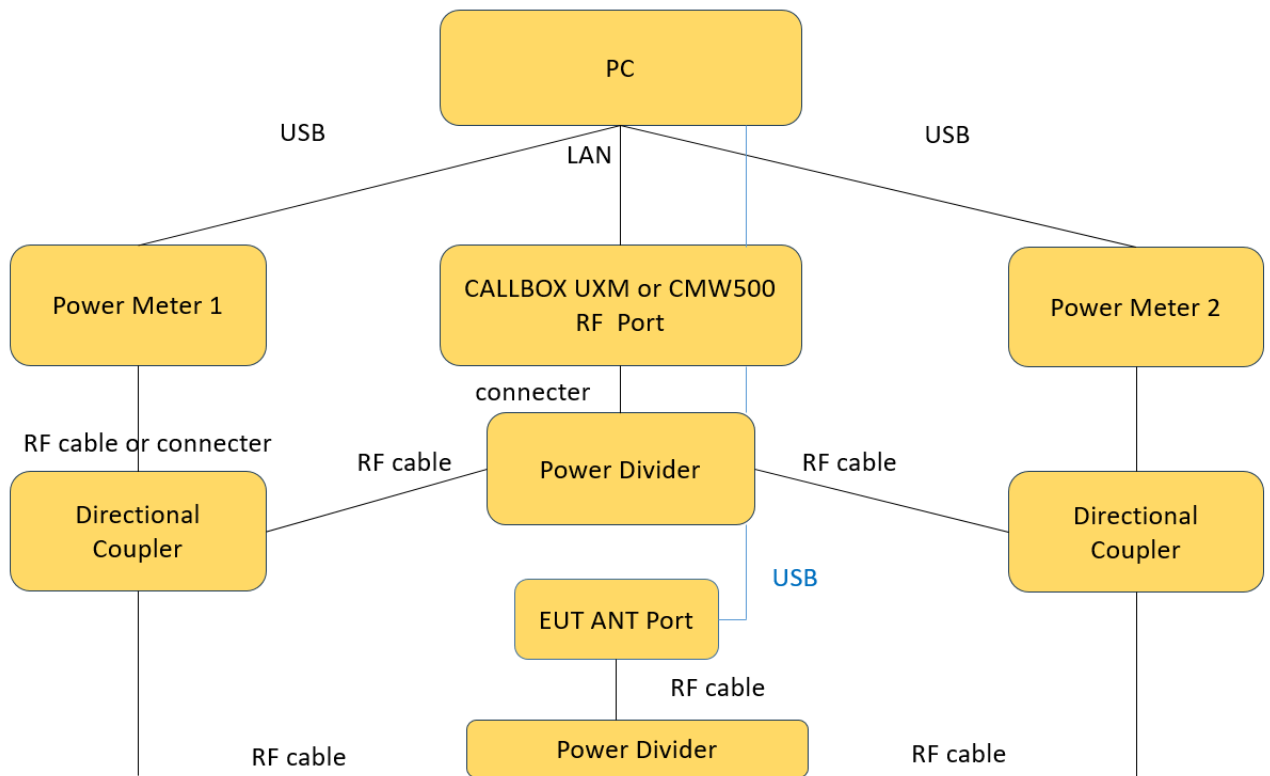 PC
USB
USB
LAN
Power Meter 1
CALLBOX UXM or CMW500
RF Port
Power Meter 2
connecter
RF cable or connecter
RF cable
Power Divider
RF cable
Directional
Coupler
Directional
Coupler
USB
EUT ANT Port
RF cable
Power Divider
RF cable
RF cable